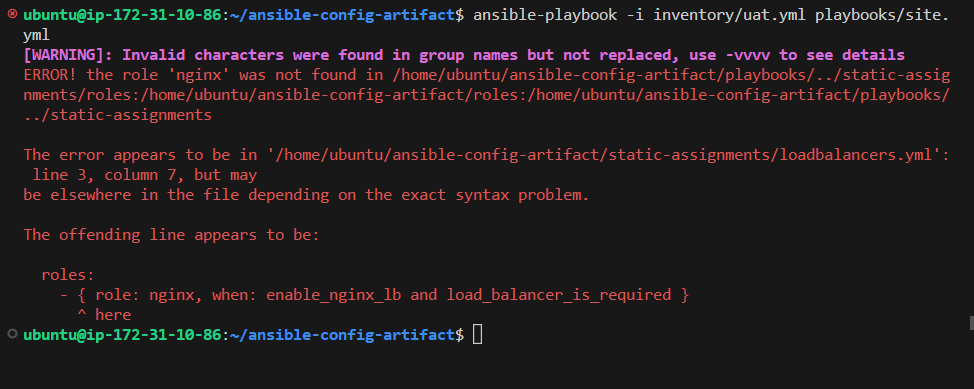 ubuntu@ip-172-31-10-86:~/ansible-config-artifact$ ansible-playbook -i inventory/uat.yml playbooks/site.
yml
[WARNING]: Invalid characters were found in group names but not replaced, use -vvvv to see details
ERROR! the role 'nginx' was not found in /home/ubuntu/ansible-config-artifact/playbooks/../static-assig
nments/roles:/home/ubuntu/ansible-config-artifact/roles:/home/ubuntu/ansible-config-artifact/playbooks/
../static-assignments

The error appears to be in '/home/ubuntu/ansible-config-artifact/static-assignments/loadbalancers.yml':
 line 3, column 7, but may
be elsewhere in the file depending on the exact syntax problem.

The offending line appears to be:

  roles:
    - { role: nginx, when: enable_nginx_lb and load_balancer_is_required }
      ^ here
ubuntu@ip-172-31-10-86:~/ansible-config-artifact$